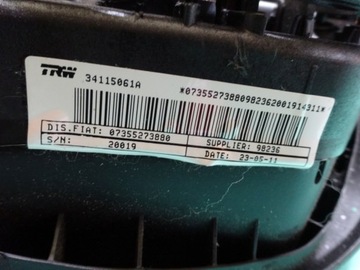 TRW 34115061A *07355273880982362001914311*
DIS.FIAT: 07355273880 SUPPLIER: 98236
S/N: 20019 DATE: 23-05-11